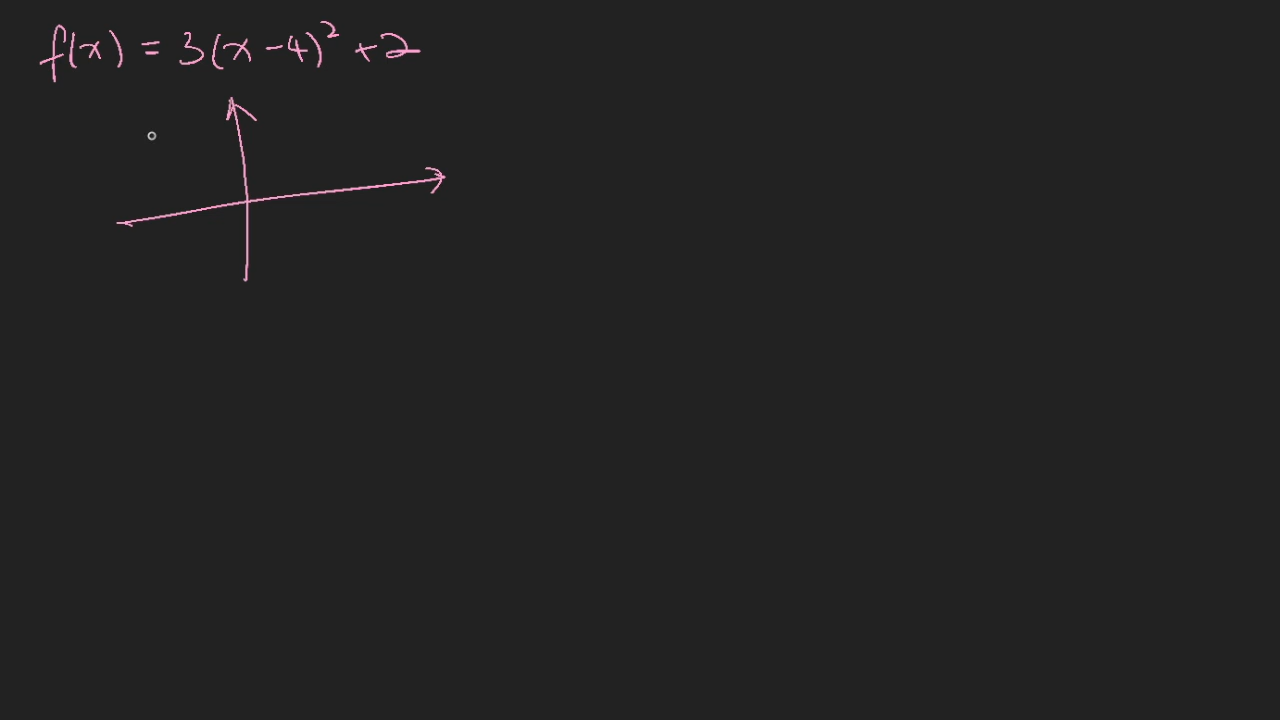 f(x) = 3(x-4)² + 2